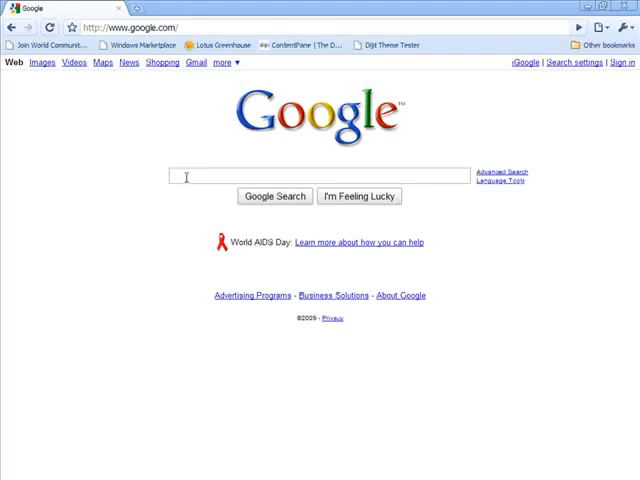 Google
http://www.google.com/
Join World Communit... Windows Marketplace Lotus Greenhouse ContentPane | The D... Dijit Theme Tester Other bookmarks
Web Images Videos Maps News Shopping Gmail more ▼ iGoogle | Search settings | Sign in
Google™
Advanced Search
Language Tools
Google Search I'm Feeling Lucky
World AIDS Day: Learn more about how you can help
Advertising Programs - Business Solutions - About Google
©2009 - Privacy